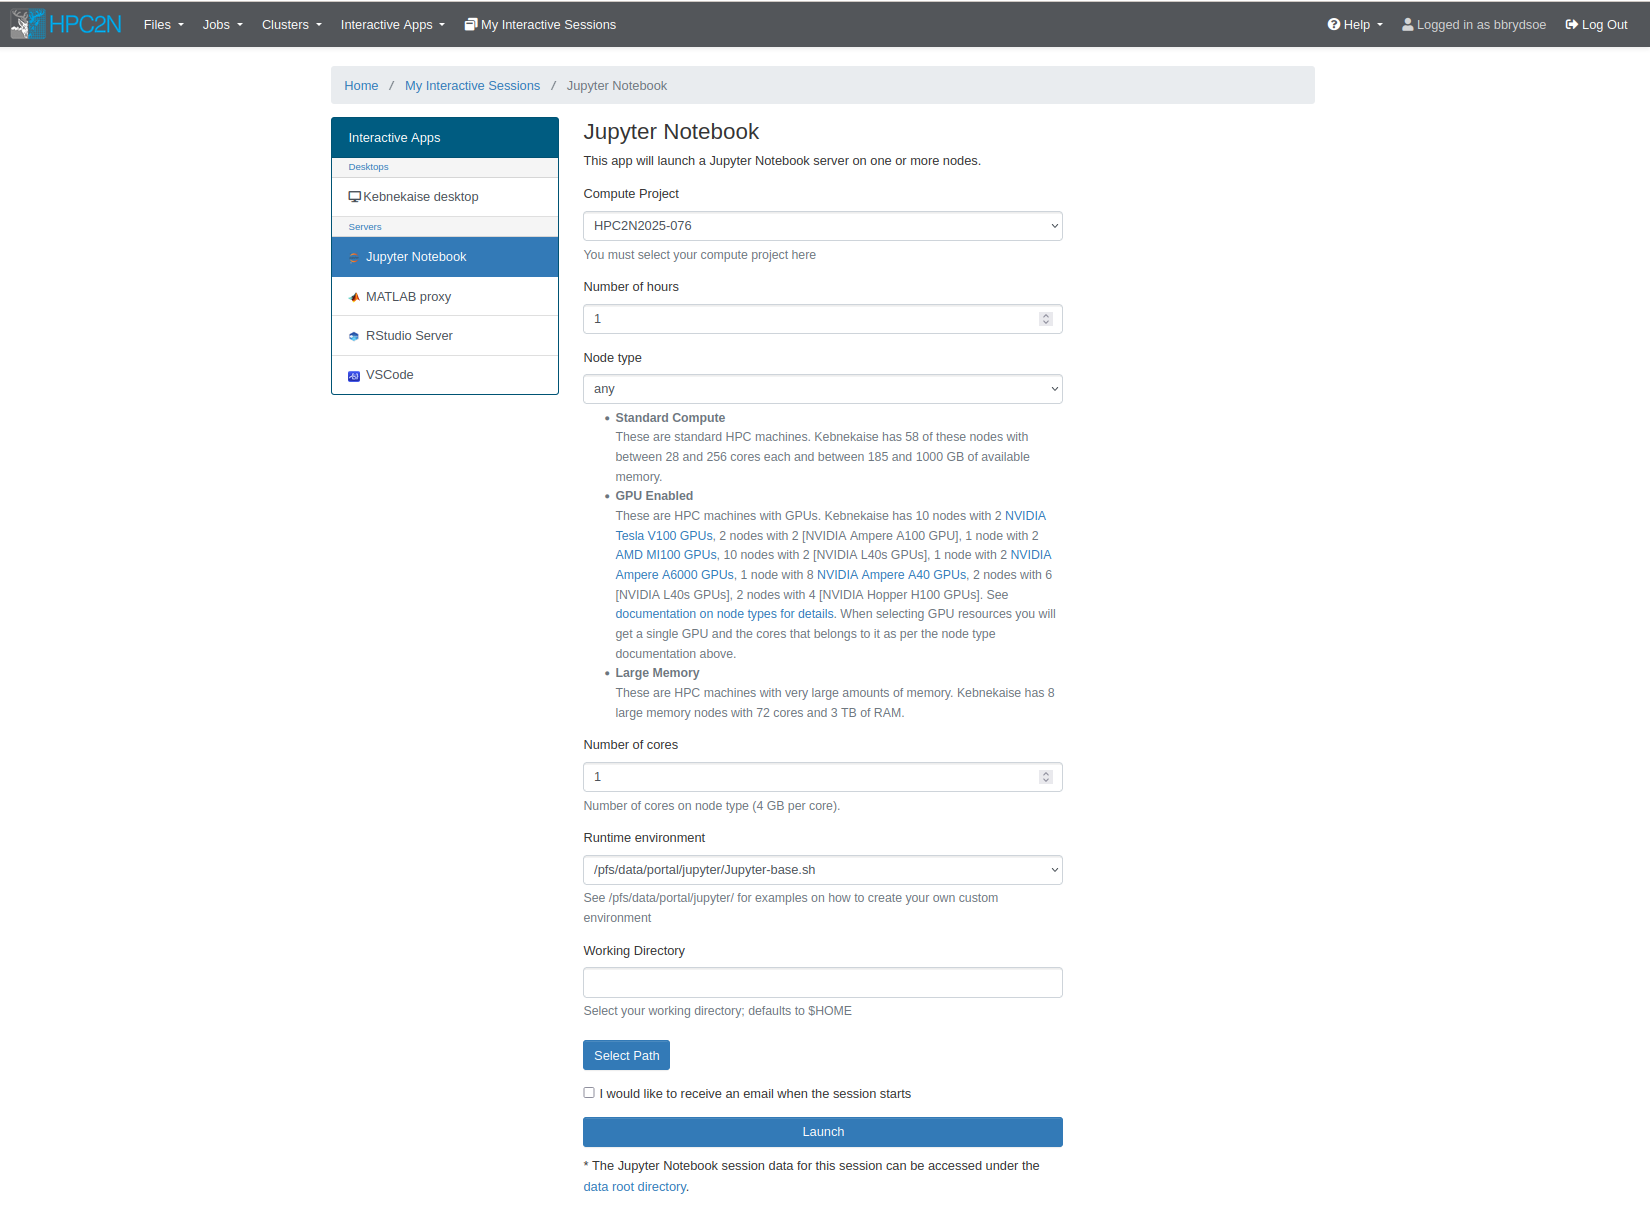 HPC2N Files Jobs Clusters Interactive Apps My Interactive Sessions Help Logged in as bbrydsoe Log Out
Home / My Interactive Sessions / Jupyter Notebook
Interactive Apps
Desktops
Kebnekaise desktop
Servers
Jupyter Notebook
MATLAB proxy
RStudio Server
VSCode
Jupyter Notebook
This app will launch a Jupyter Notebook server on one or more nodes.
Compute Project
HPC2N2025-076
You must select your compute project here
Number of hours
1
Node type
any
• Standard Compute
These are standard HPC machines. Kebnekaise has 58 of these nodes with
between 28 and 256 cores each and between 185 and 1000 GB of available
memory.
• GPU Enabled
These are HPC machines with GPUs. Kebnekaise has 10 nodes with 2 NVIDIA
Tesla V100 GPUs, 2 nodes with 2 [NVIDIA Ampere A100 GPU], 1 node with 2
AMD MI100 GPUs, 10 nodes with 2 [NVIDIA L40s GPUs], 1 node with 2 NVIDIA
Ampere A6000 GPUs, 1 node with 8 NVIDIA Ampere A40 GPUs, 2 nodes with 6
[NVIDIA L40s GPUs], 2 nodes with 4 [NVIDIA Hopper H100 GPUs]. See
documentation on node types for details. When selecting GPU resources you will
get a single GPU and the cores that belongs to it as per the node type
documentation above.
• Large Memory
These are HPC machines with very large amounts of memory. Kebnekaise has 8
large memory nodes with 72 cores and 3 TB of RAM.
Number of cores
1
Number of cores on node type (4 GB per core).
Runtime environment
/pfs/data/portal/jupyter/Jupyter-base.sh
See /pfs/data/portal/jupyter/ for examples on how to create your own custom
environment
Working Directory
Select your working directory; defaults to $HOME
Select Path
I would like to receive an email when the session starts
Launch
* The Jupyter Notebook session data for this session can be accessed under the
data root directory.